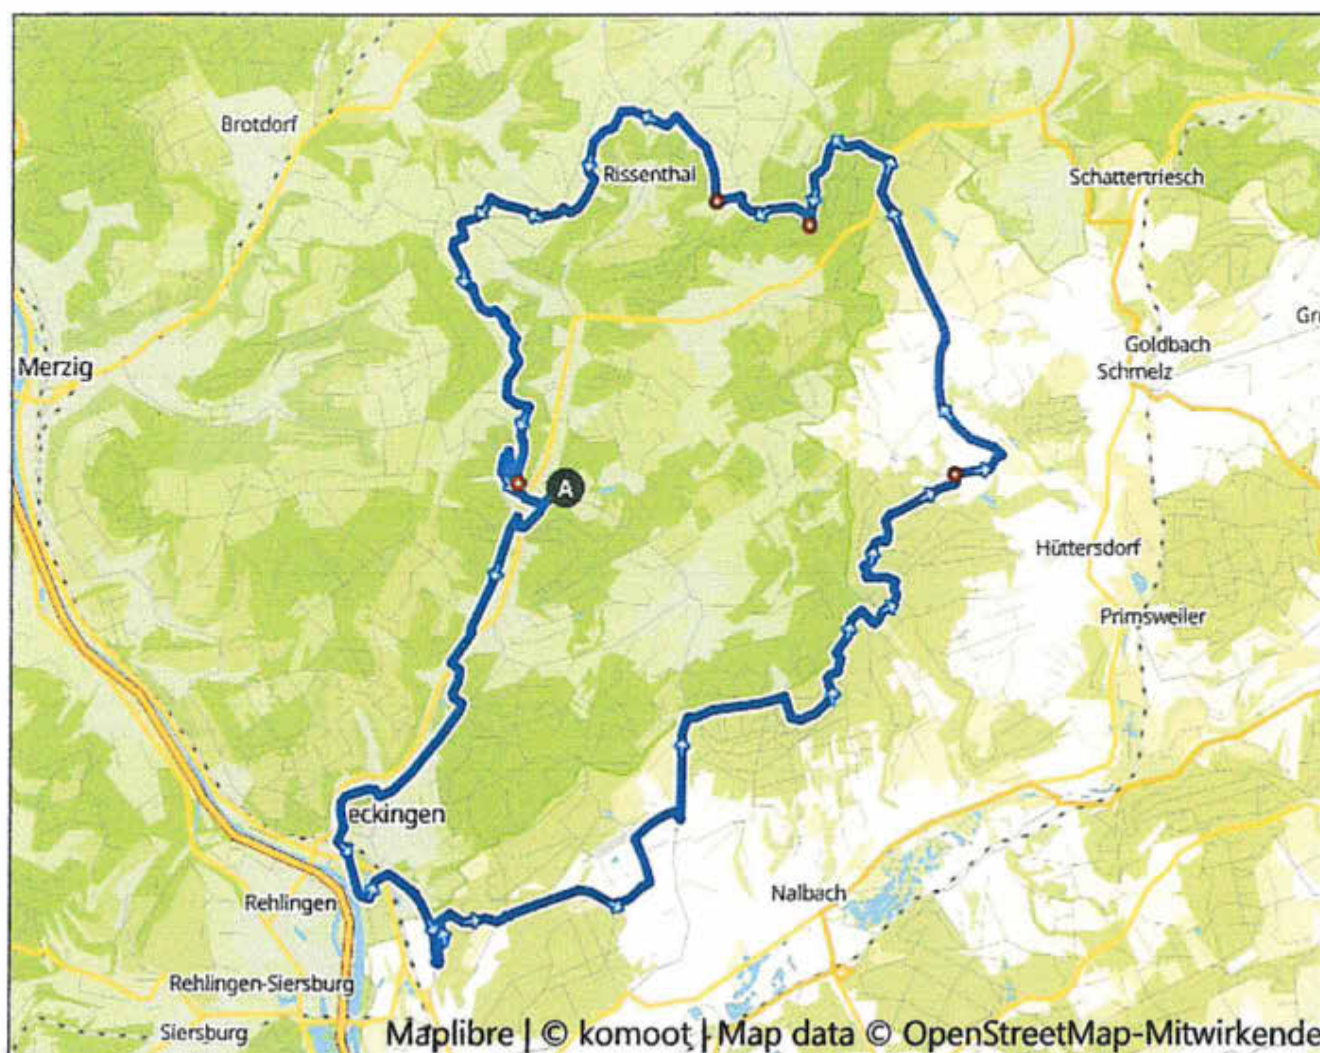 Brotdorf
Rissenthal
Schattertriesch
Gr
Goldbach
Schmelz
Merzig
A
Hüttersdorf
Primsweiler
eckingen
Nalbach
Rehlingen
Rehlingen-Siersburg
Siersburg
Maplibre | © komoot | Map data © OpenStreetMap-Mitwirkende